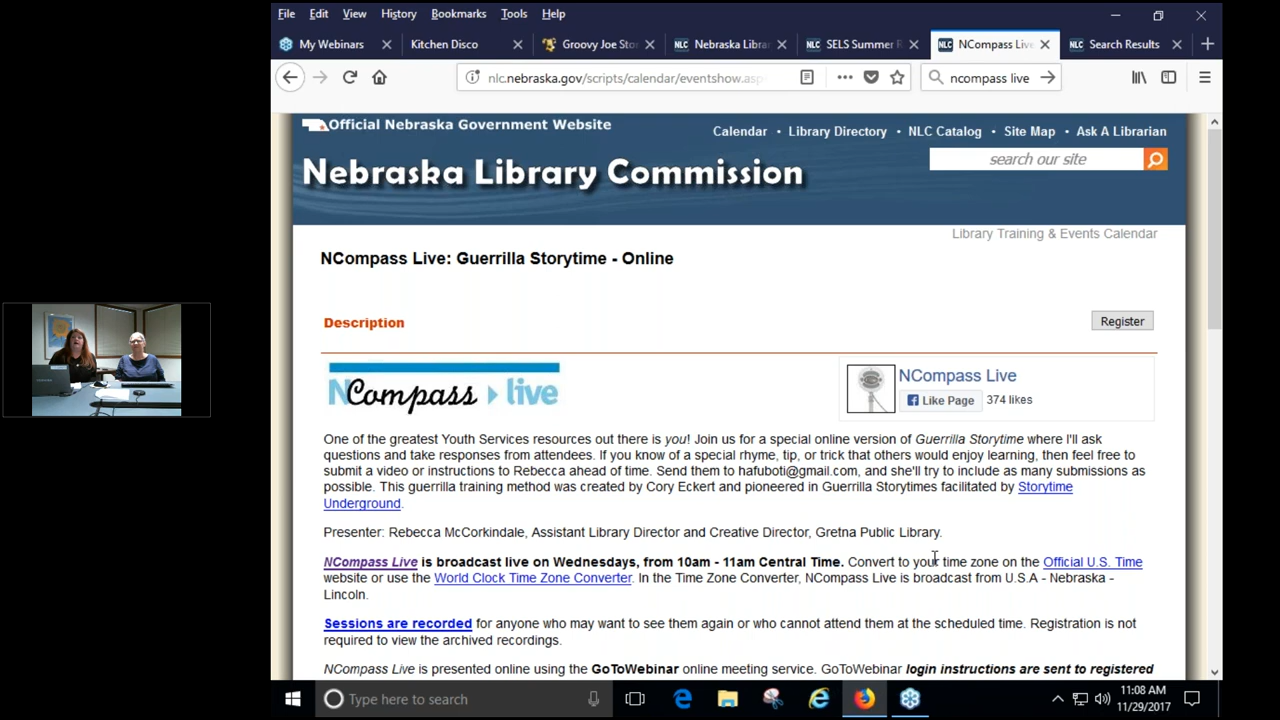 File Edit View History Bookmarks Tools Help
My Webinars Kitchen Disco Groovy Joe Sto Nebraska Libra SELS Summer R NCompass Live Search Results
nlc.nebraska.gov/scripts/calendar/eventshow.asp ncompass live
Official Nebraska Government Website
Calendar • Library Directory • NLC Catalog • Site Map • Ask A Librarian
search our site
Nebraska Library Commission
Library Training & Events Calendar
NCompass Live: Guerrilla Storytime - Online
Description
Register
NCompass live
NCompass Live
Like Page 374 likes
One of the greatest Youth Services resources out there is you! Join us for a special online version of Guerrilla Storytime where I'll ask
questions and take responses from attendees. If you know of a special rhyme, tip, or trick that others would enjoy learning, then feel free to
submit a video or instructions to Rebecca ahead of time. Send them to hafuboti@gmail.com, and she'll try to include as many submissions as
possible. This guerrilla training method was created by Cory Eckert and pioneered in Guerrilla Storytimes facilitated by Storytime
Underground.
Presenter: Rebecca McCorkindale, Assistant Library Director and Creative Director, Gretna Public Library.
NCompass Live is broadcast live on Wednesdays, from 10am - 11am Central Time. Convert to your time zone on the Official U.S. Time
website or use the World Clock Time Zone Converter. In the Time Zone Converter, NCompass Live is broadcast from U.S.A - Nebraska -
Lincoln.
Sessions are recorded for anyone who may want to see them again or who cannot attend them at the scheduled time. Registration is not
required to view the archived recordings.
NCompass Live is presented online using the GoToWebinar online meeting service. GoToWebinar login instructions are sent to registered
Type here to search
11:08 AM
11/29/2017